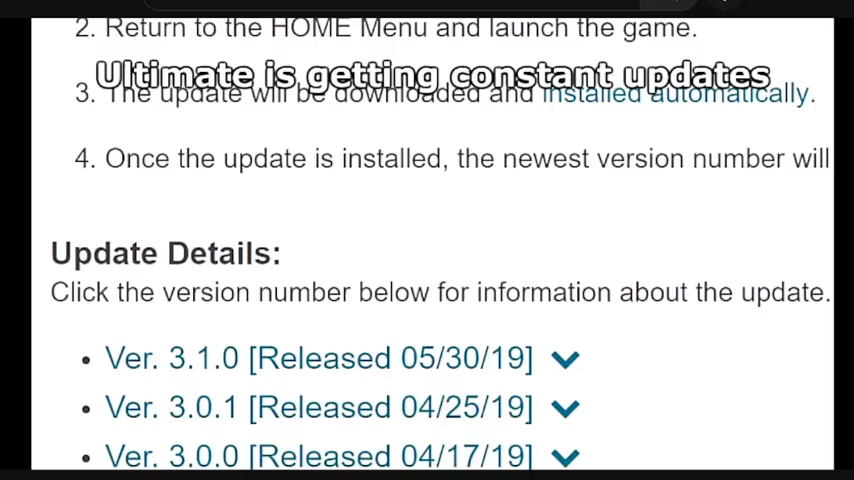 2. Return to the HOME Menu and launch the game.
Ultimate is getting constant updates
3. The update will be downloaded and installed automatically.
4. Once the update is installed, the newest version number will
Update Details:
Click the version number below for information about the update.
• Ver. 3.1.0 [Released 05/30/19]
• Ver. 3.0.1 [Released 04/25/19]
• Ver. 3.0.0 [Released 04/17/19]